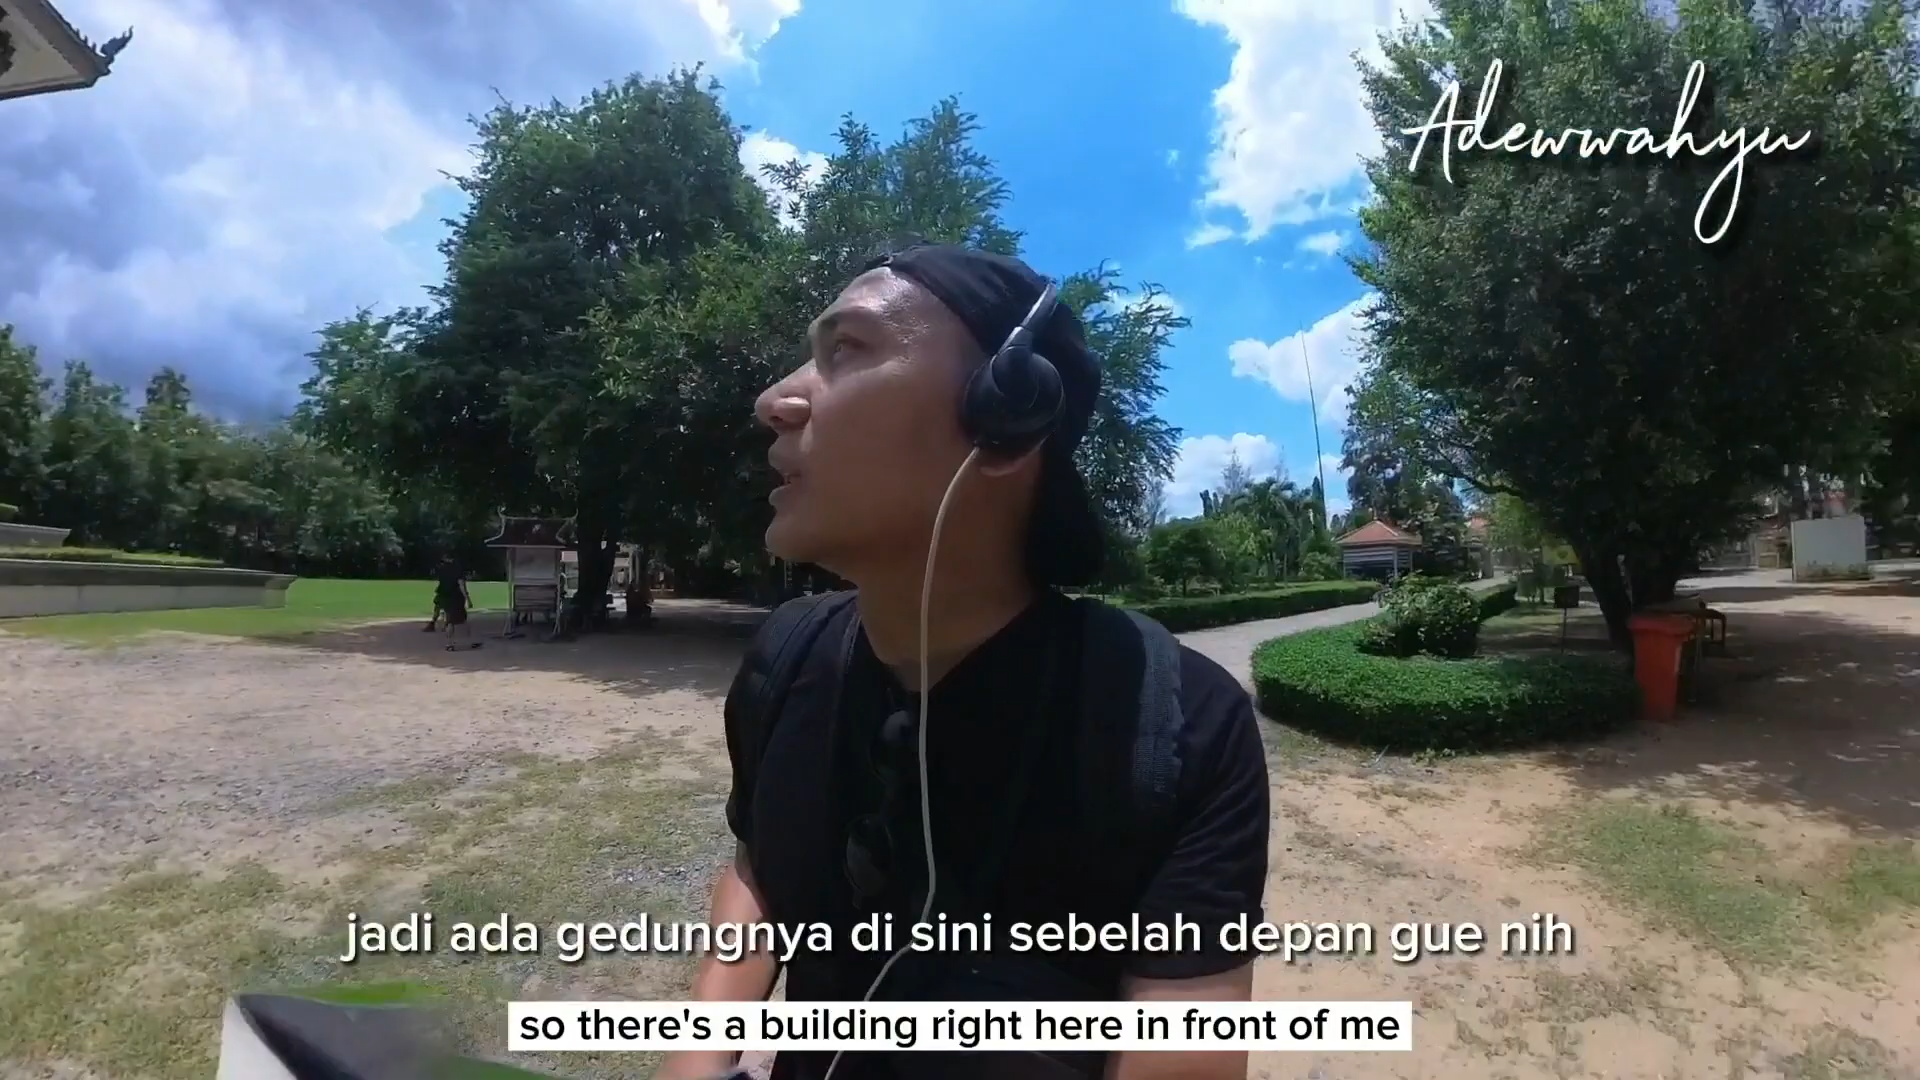 Adewwahyu
jadi ada gedungnya di sini sebelah depan gue nih
so there's a building right here in front of me